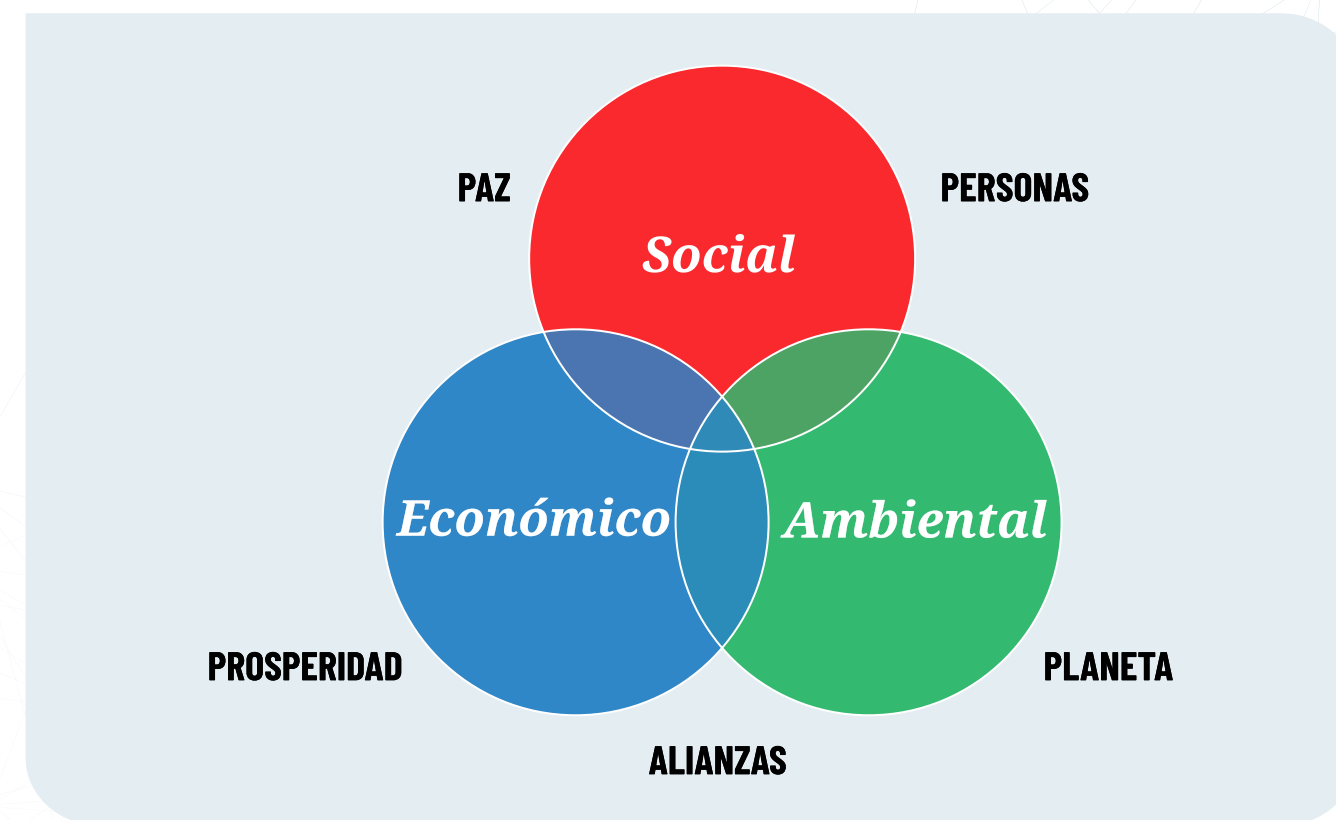 PAZ
PERSONAS
Social
Económico
Ambiental
PROSPERIDAD
PLANETA
ALIANZAS